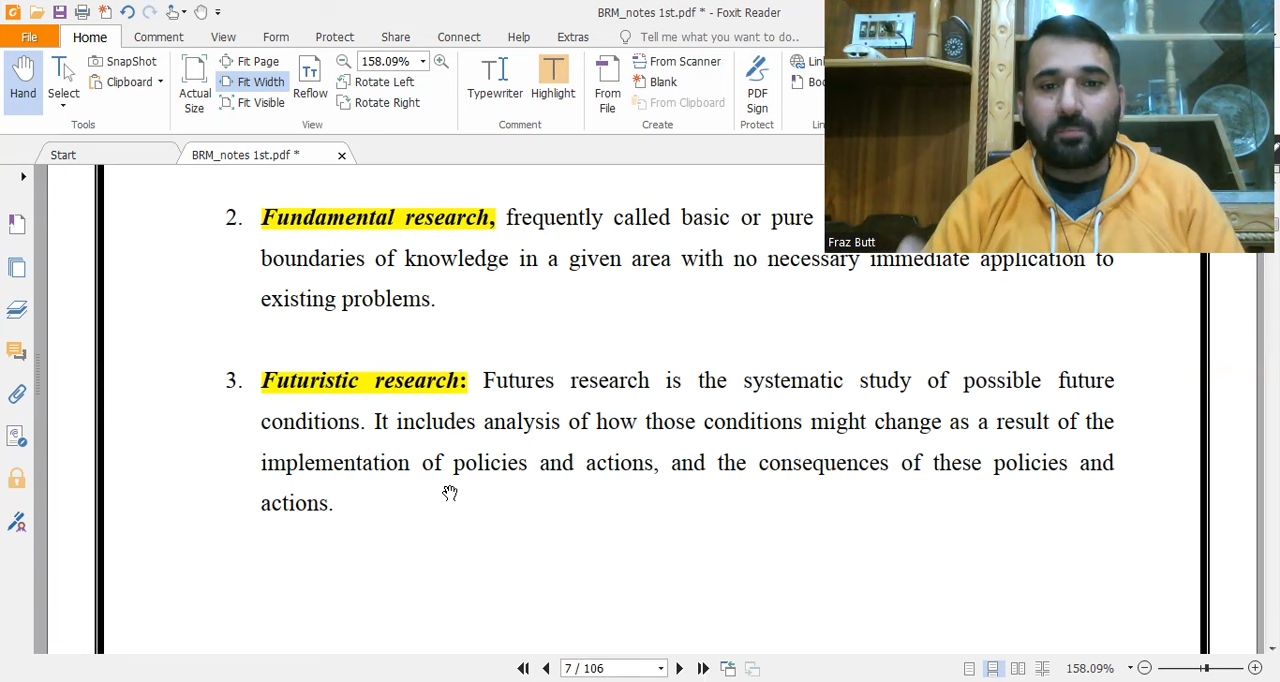 BRM_notes 1st.pdf * - Foxit Reader
File Home Comment View Form Protect Share Connect Help Extras Tell me what you want to do..
SnapShot Fit Page 158.09% From Scanner
Clipboard Fit Width Rotate Left Blank
Hand Select Actual Size Reflow Fit Visible Rotate Right Typewriter Highlight From File From Clipboard PDF Sign
Tools View Comment Create Protect
Start BRM_notes 1st.pdf *
2. Fundamental research, frequently called basic or pure
boundaries of knowledge in a given area with no necessary immediate application to
existing problems.
3. Futuristic research: Futures research is the systematic study of possible future
conditions. It includes analysis of how those conditions might change as a result of the
implementation of policies and actions, and the consequences of these policies and
actions.
Fraz Butt
7 / 106 158.09%